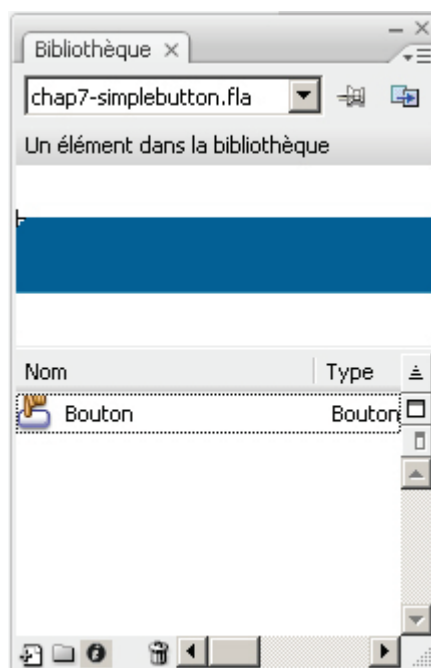 Bibliothèque
chap7-simplebutton.fla
Un élément dans la bibliothèque
Nom Type
Bouton Bouton